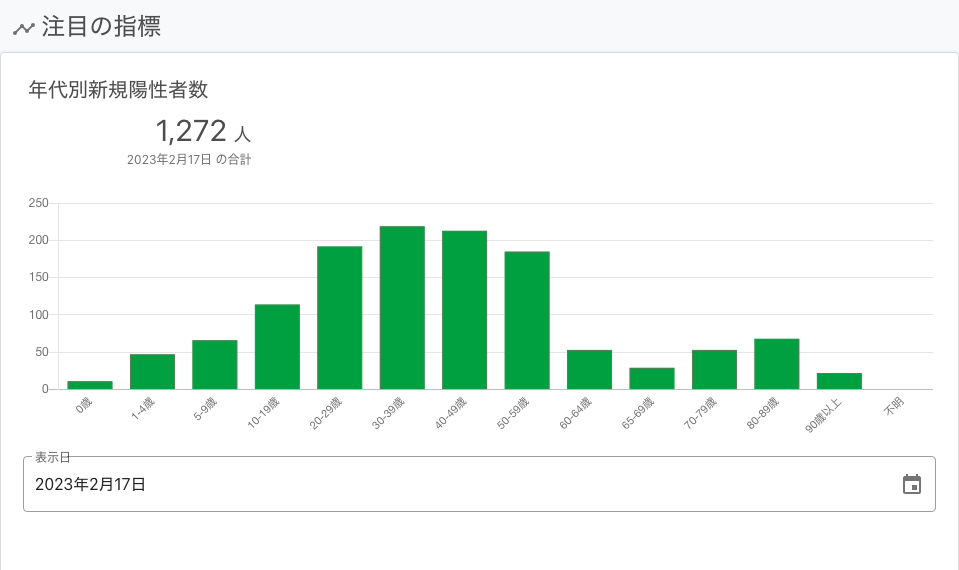 注目の指標
年代別新規陽性者数
1,272 人
2023年2月17日 の合計
250
200
150
100
50
0
0歳
1-4歳
5-9歳
10-19歳
20-29歳
30-39歳
40-49歳
50-59歳
60-64歳
65-69歳
70-79歳
80-89歳
90歳以上
不明
表示日
2023年2月17日